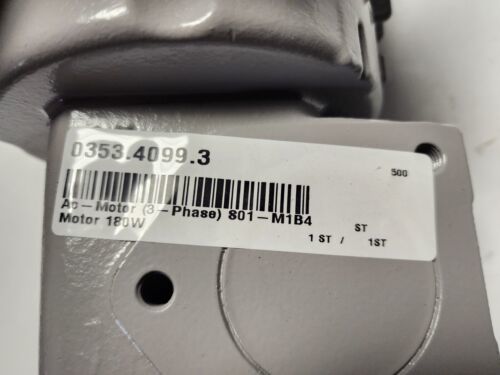 0353.4099.3
500
Ac-Motor (3-Phase) 801-M1B4
Motor 180W
ST
1 ST / 1ST